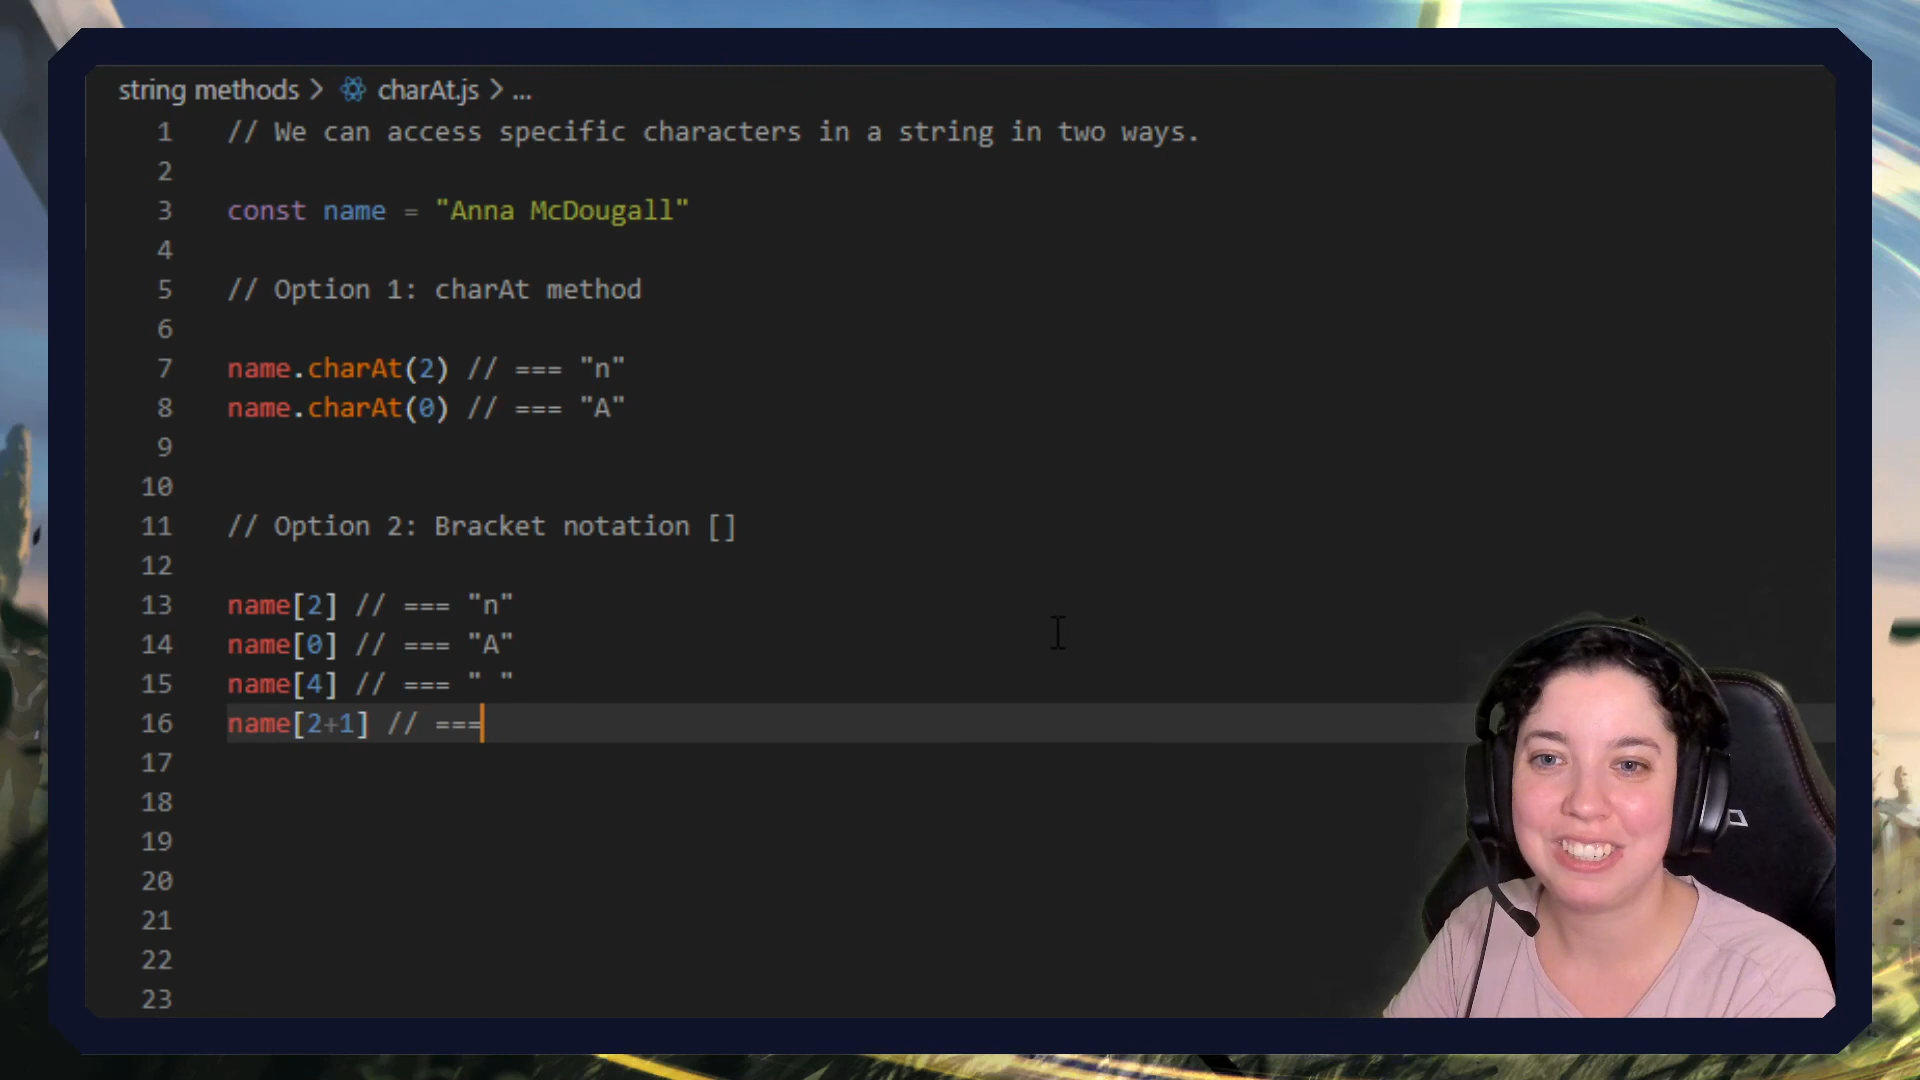 string methods > charAt.js > ...
1 // We can access specific characters in a string in two ways.
2
3 const name = "Anna McDougall"
4
5 // Option 1: charAt method
6
7 name.charAt(2) // === "n"
8 name.charAt(0) // === "A"
9
10
11 // Option 2: Bracket notation []
12
13 name[2] // === "n"
14 name[0] // === "A"
15 name[4] // === " "
16 name[2+1] // ===
17
18
19
20
21
22
23